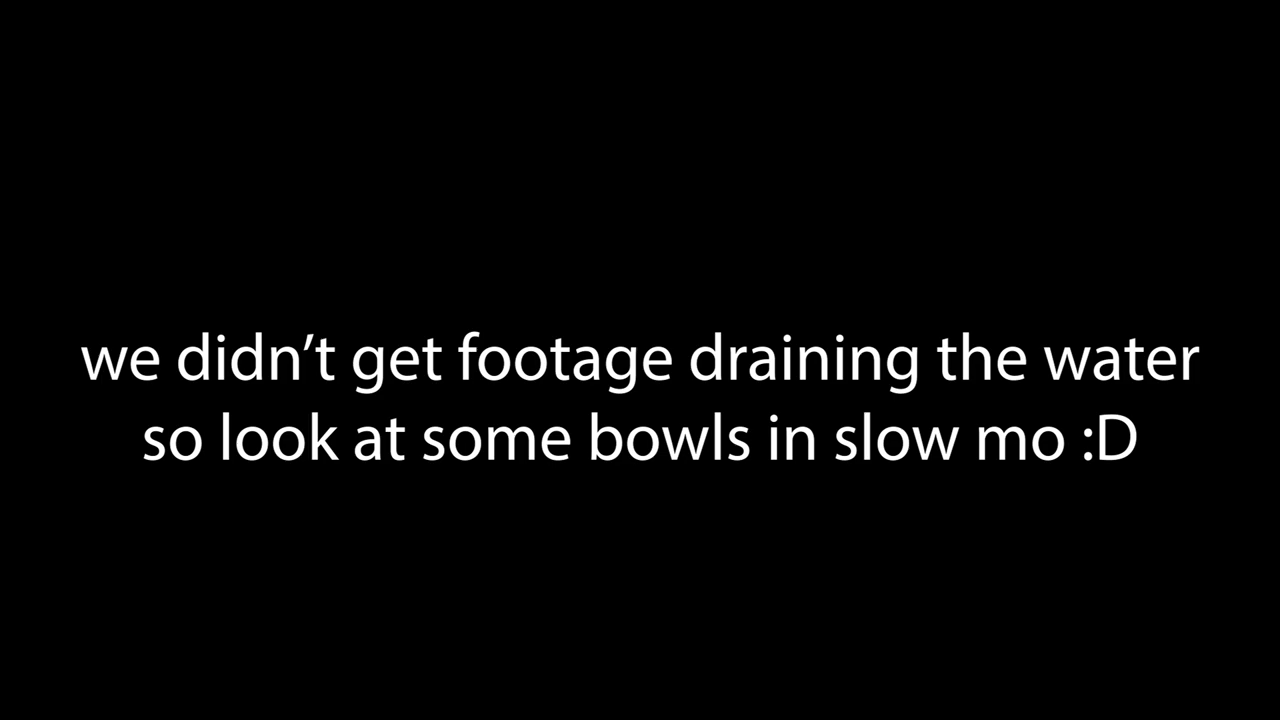 we didn’t get footage draining the water
so look at some bowls in slow mo :D